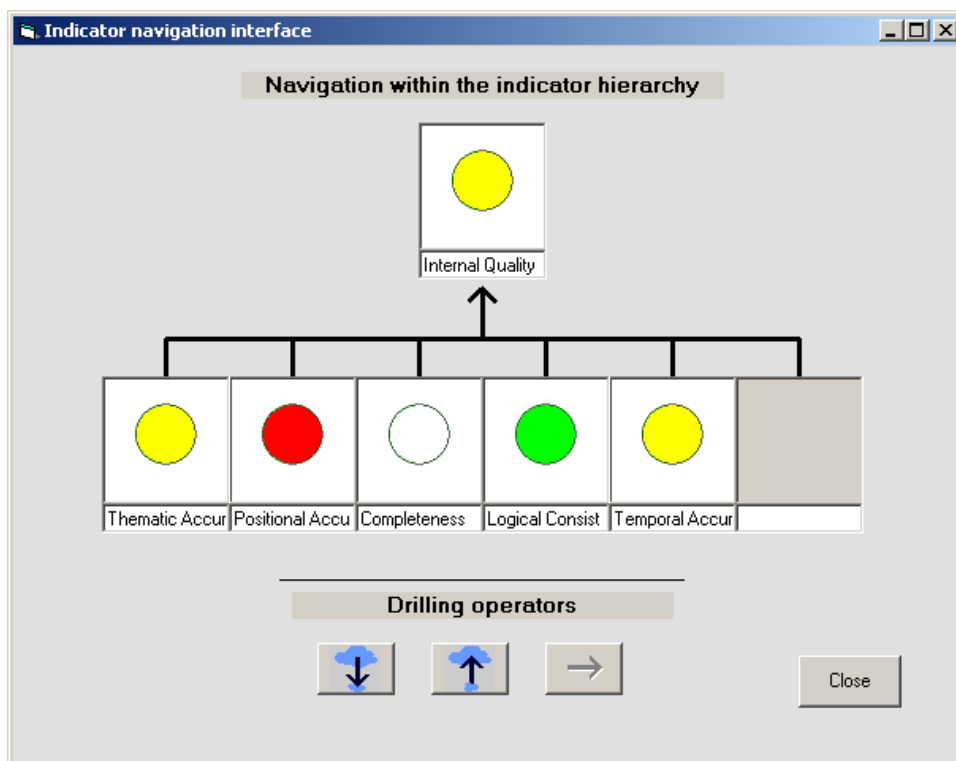 Indicator navigation interface
Navigation within the indicator hierarchy
Internal Quality
Thematic Accur
Positional Accu
Completeness
Logical Consist
Temporal Accur
Drilling operators
Close